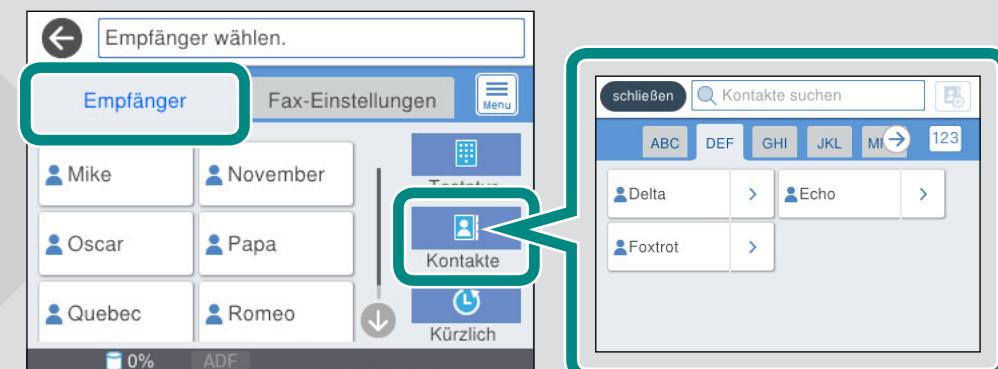 Empfänger wählen.
Empfänger
Fax-Einstellungen
Menu
Mike
November
Oscar
Papa
Kontakte
Quebec
Romeo
Kürzlich
0%
ADF
schließen
Kontakte suchen
ABC
DEF
GHI
JKL
123
Delta
Echo
Foxtrot